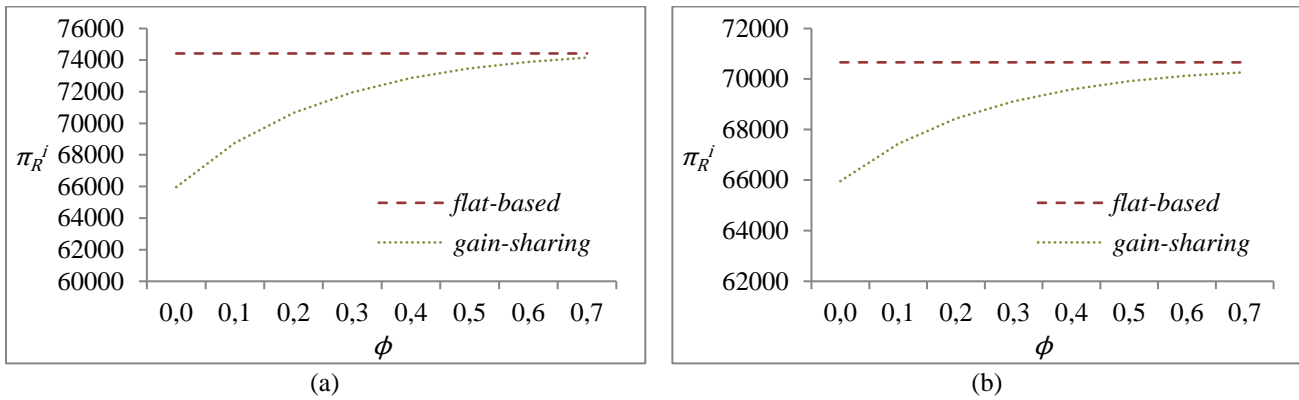 76000
74000
72000
70000
68000
66000
64000
62000
60000
π_R^i
flat-based
gain-sharing
0,0 0,1 0,2 0,3 0,4 0,5 0,6 0,7
ϕ
(a)
72000
70000
68000
66000
64000
62000
π_R^i
flat-based
gain-sharing
0,0 0,1 0,2 0,3 0,4 0,5 0,6 0,7
ϕ
(b)